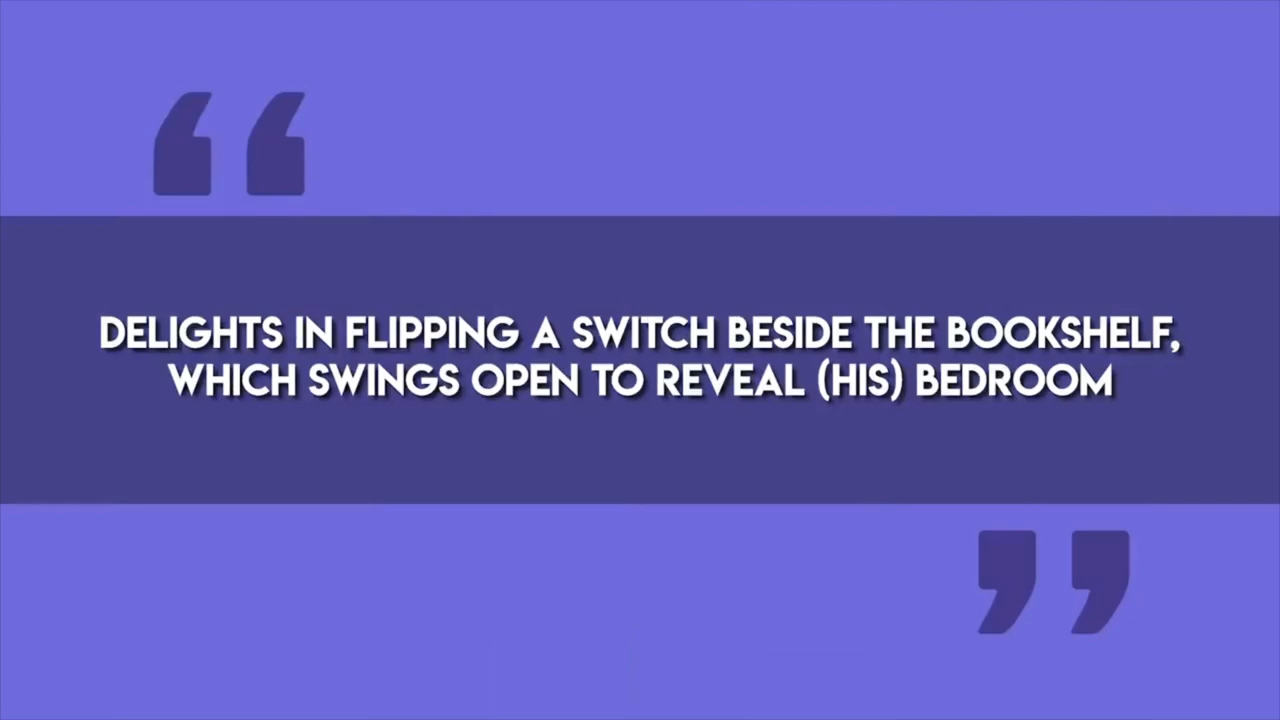 “
DELIGHTS IN FLIPPING A SWITCH BESIDE THE BOOKSHELF,
WHICH SWINGS OPEN TO REVEAL (HIS) BEDROOM
”